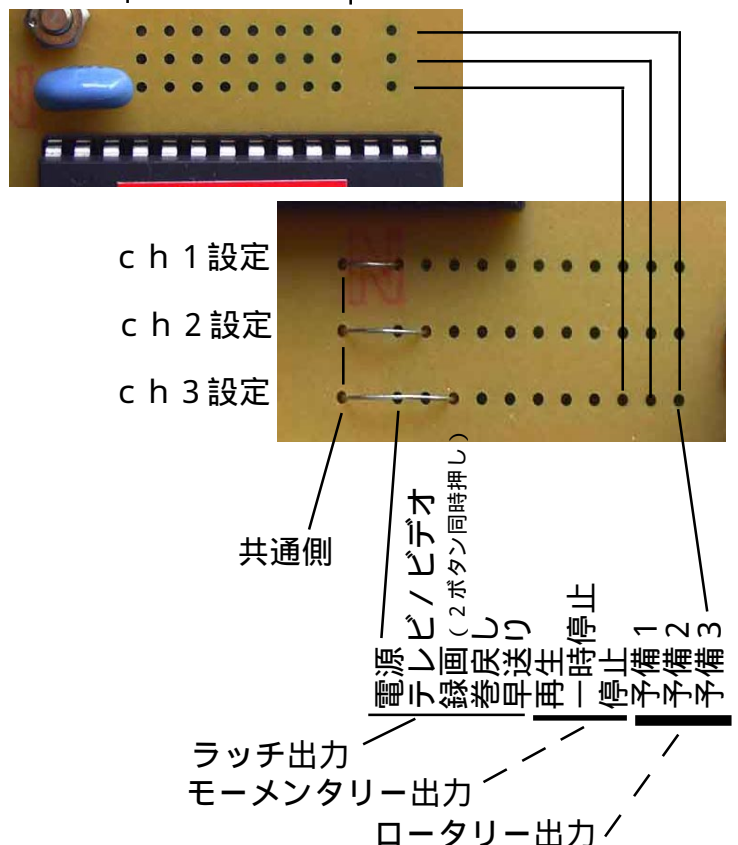 ｃｈ１設定
ｃｈ２設定
ｃｈ３設定
共通側
電源
テレビ／ビデオ
録画（２ボタン同時押し）
巻戻し
早送り
再生
一時停止
停止
予備１
予備２
予備３
ラッチ出力
モーメンタリー出力
ロータリー出力